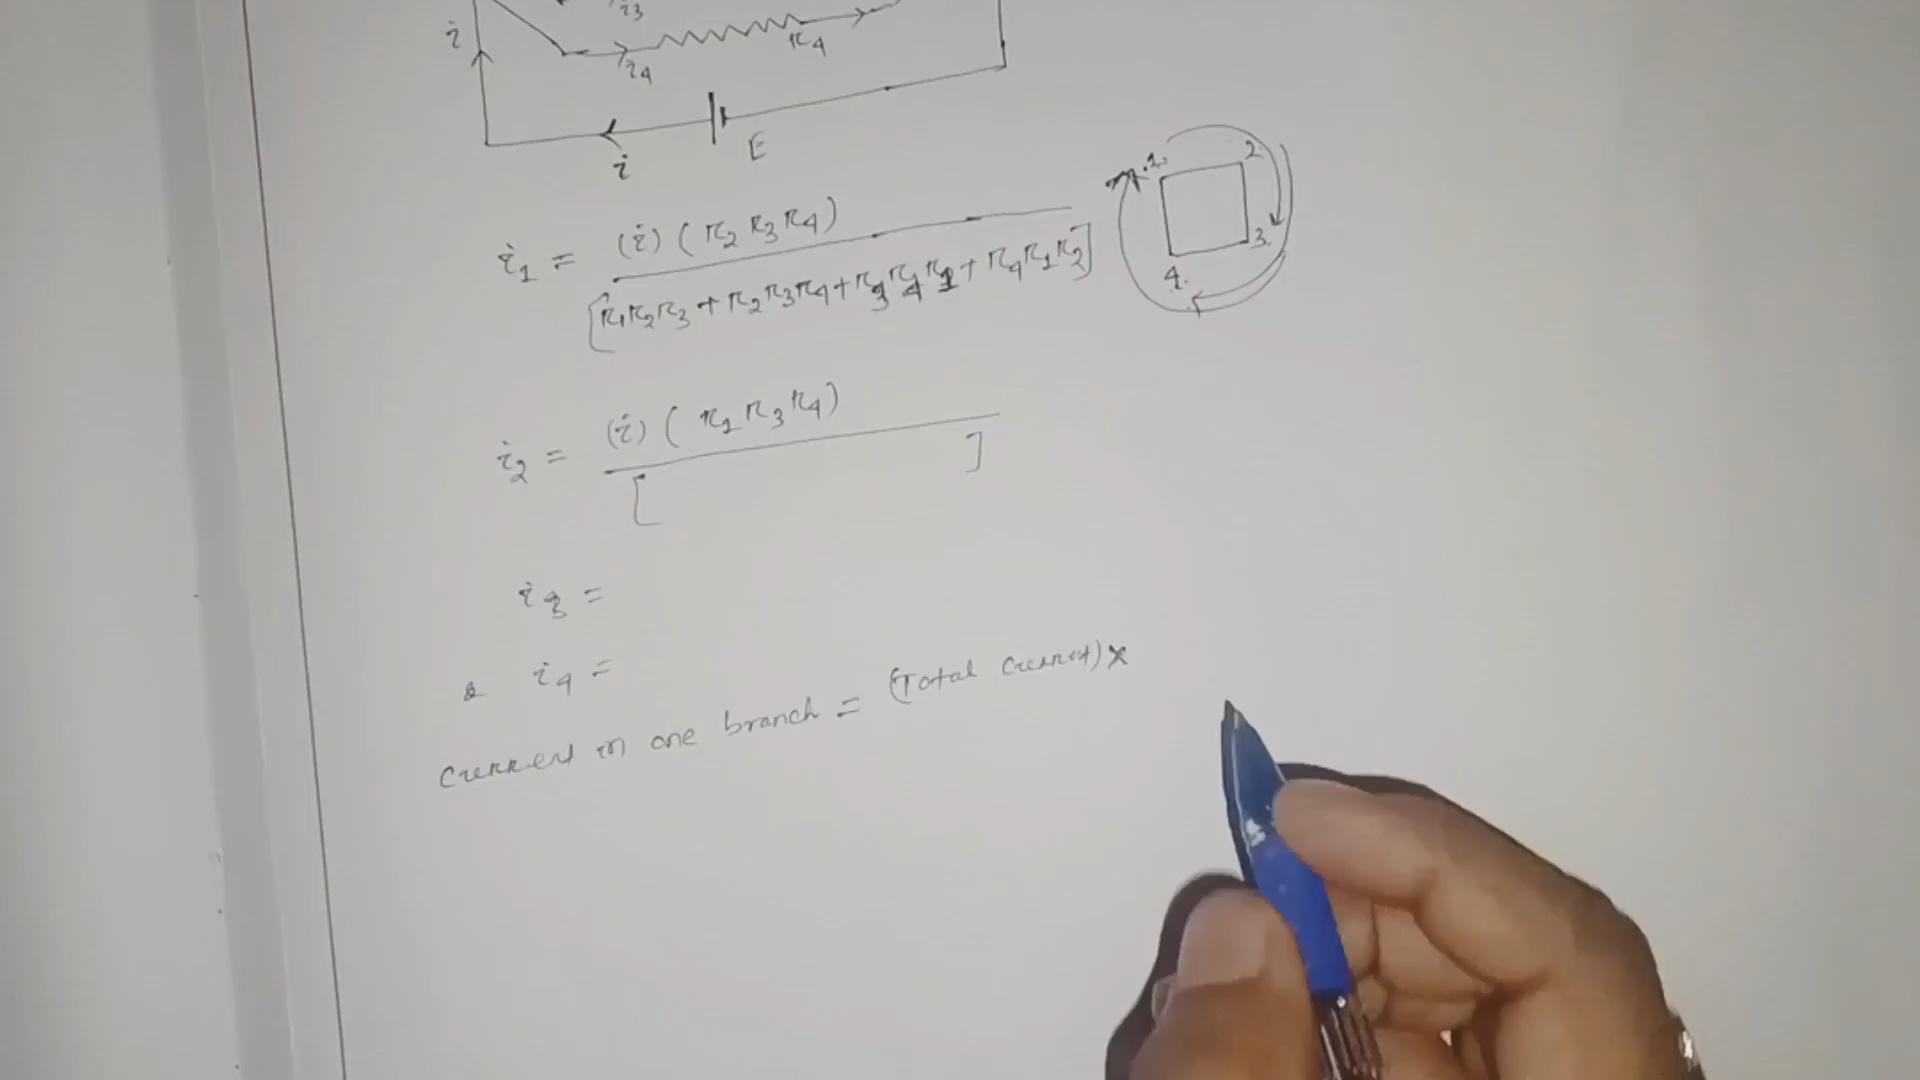 i3
i
r4
i4
E
i
i1 = (i) (r2 r3 r4)
[r1r2r3 + r2r3r4 + r3r4r1 + r4r1r2]
1. 2.
4. 3.
i2 = (i) (r1 r3 r4)
[ ]
i3 =
& i4 =
Current in one branch = (Total Current) ×